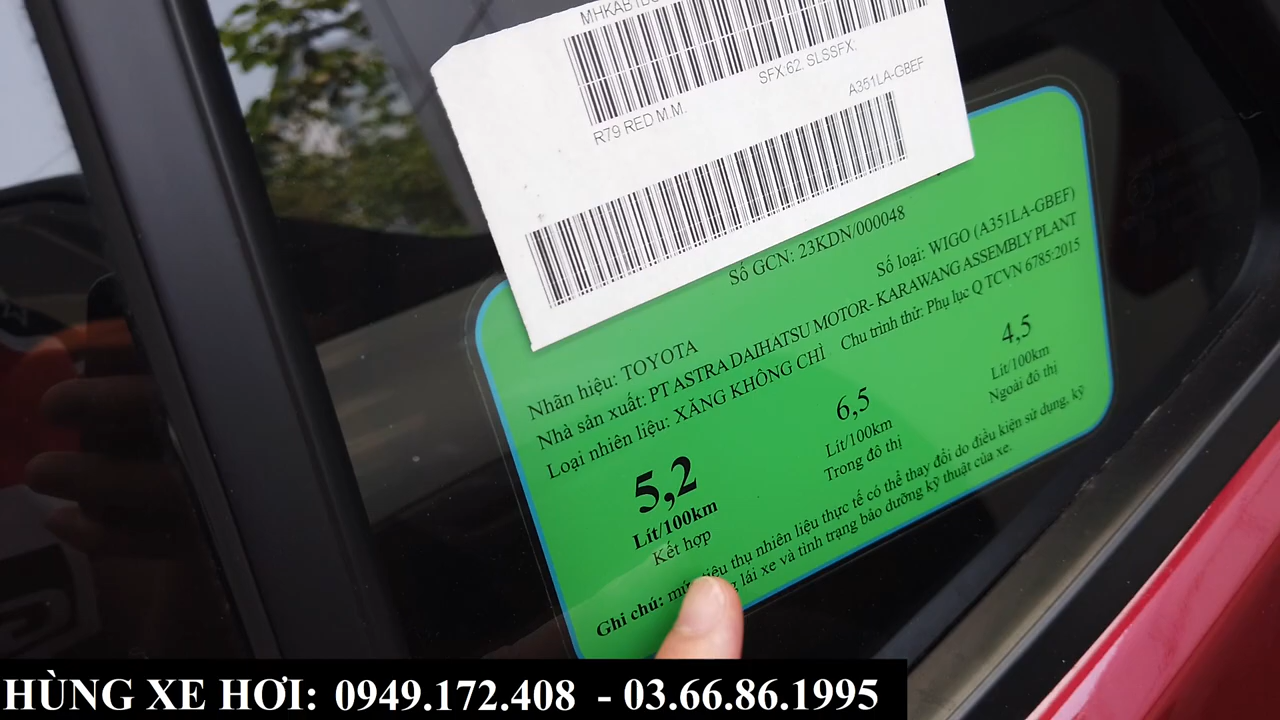 SFX:62. SLSSFX:
R79 RED M.M.
A351LA-GBEF
Số GCN: 23KDN/000048
Nhãn hiệu: TOYOTA
Số loại: WIGO (A351LA-GBEF)
Nhà sản xuất: PT ASTRA DAIHATSU MOTOR- KARAWANG ASSEMBLY PLANT
Loại nhiên liệu: XĂNG KHÔNG CHÌ
Chu trình thử: Phụ lục Q TCVN 6785:2015
5,2
Lít/100km
Kết hợp
6,5
Lít/100km
Trong đô thị
4,5
Lít/100km
Ngoài đô thị
Ghi chú: tiêu thụ nhiên liệu thực tế có thể thay đổi do điều kiện sử dụng, kỹ
lái xe và tình trạng bảo dưỡng kỹ thuật của xe.
HÙNG XE HƠI: 0949.172.408 - 03.66.86.1995